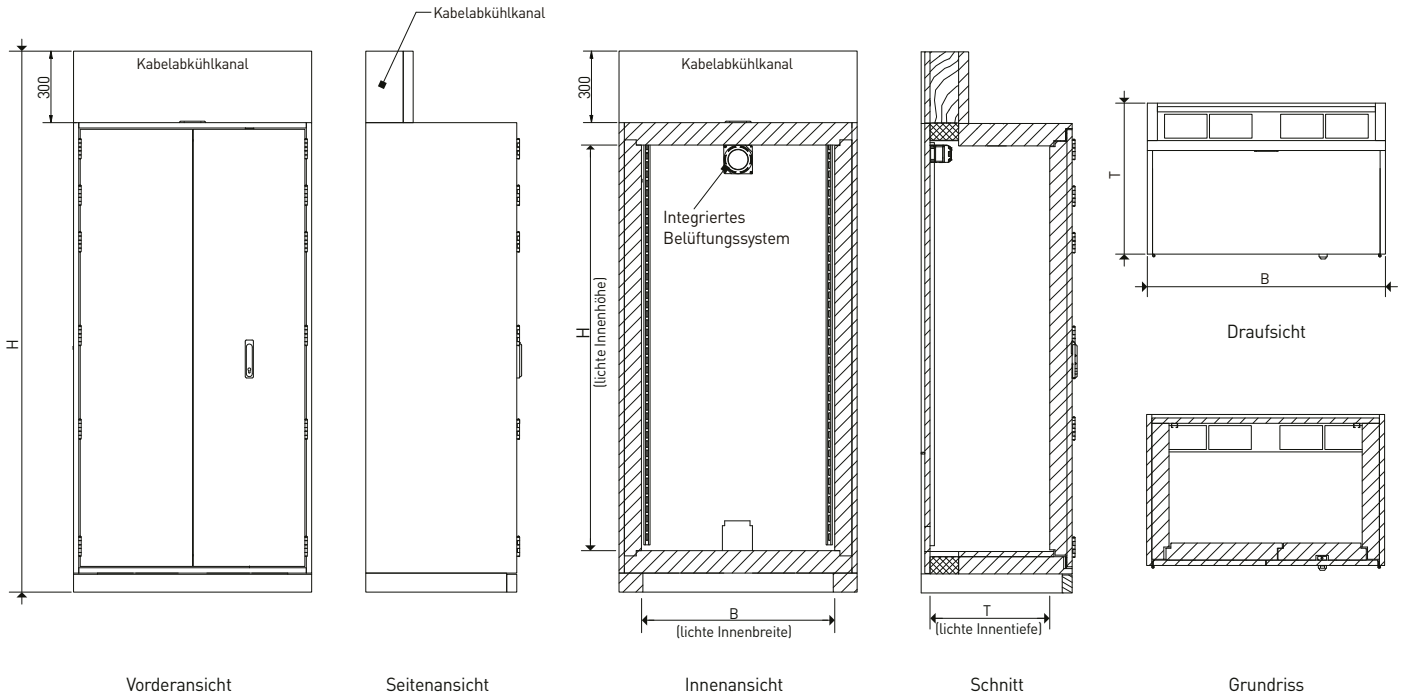 Kabelabkühlkanal
Kabelabkühlkanal
300
H
Kabelabkühlkanal
300
Integriertes
Belüftungssystem
H
(lichte Innenhöhe)
B
(lichte Innenbreite)
T
(lichte Innentiefe)
T
B
Draufsicht
Vorderansicht
Seitenansicht
Innenansicht
Schnitt
Grundriss